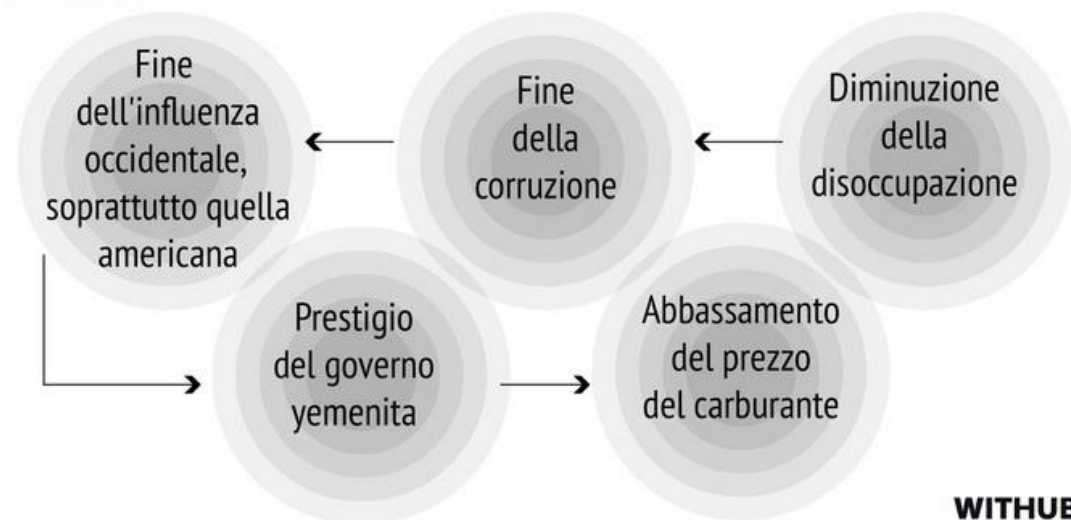 Fine
dell'influenza
occidentale,
soprattutto quella
americana
Fine
della
corruzione
Diminuzione
della
disoccupazione
Prestigio
del governo
yemenita
Abbassamento
del prezzo
del carburante
WITHUB